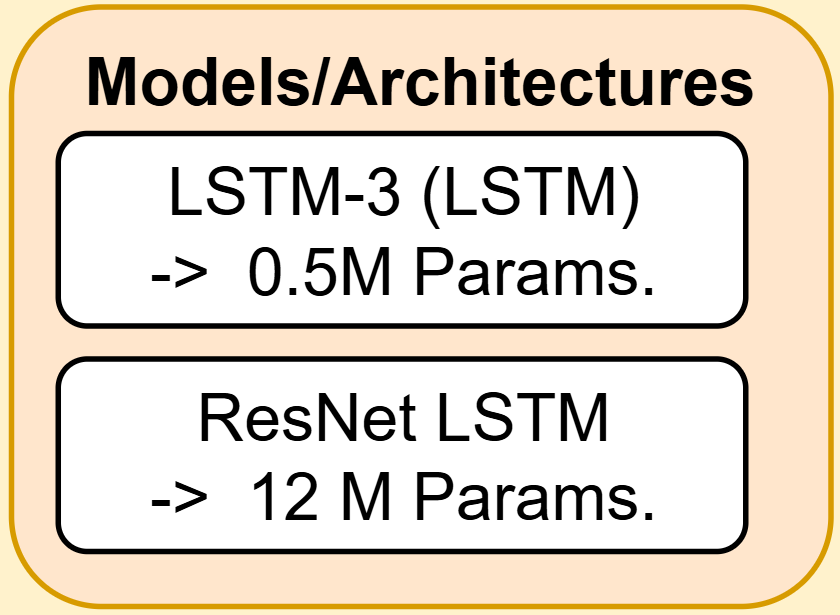 Models/Architectures
LSTM-3 (LSTM)
-> 0.5M Params.
ResNet LSTM
-> 12 M Params.